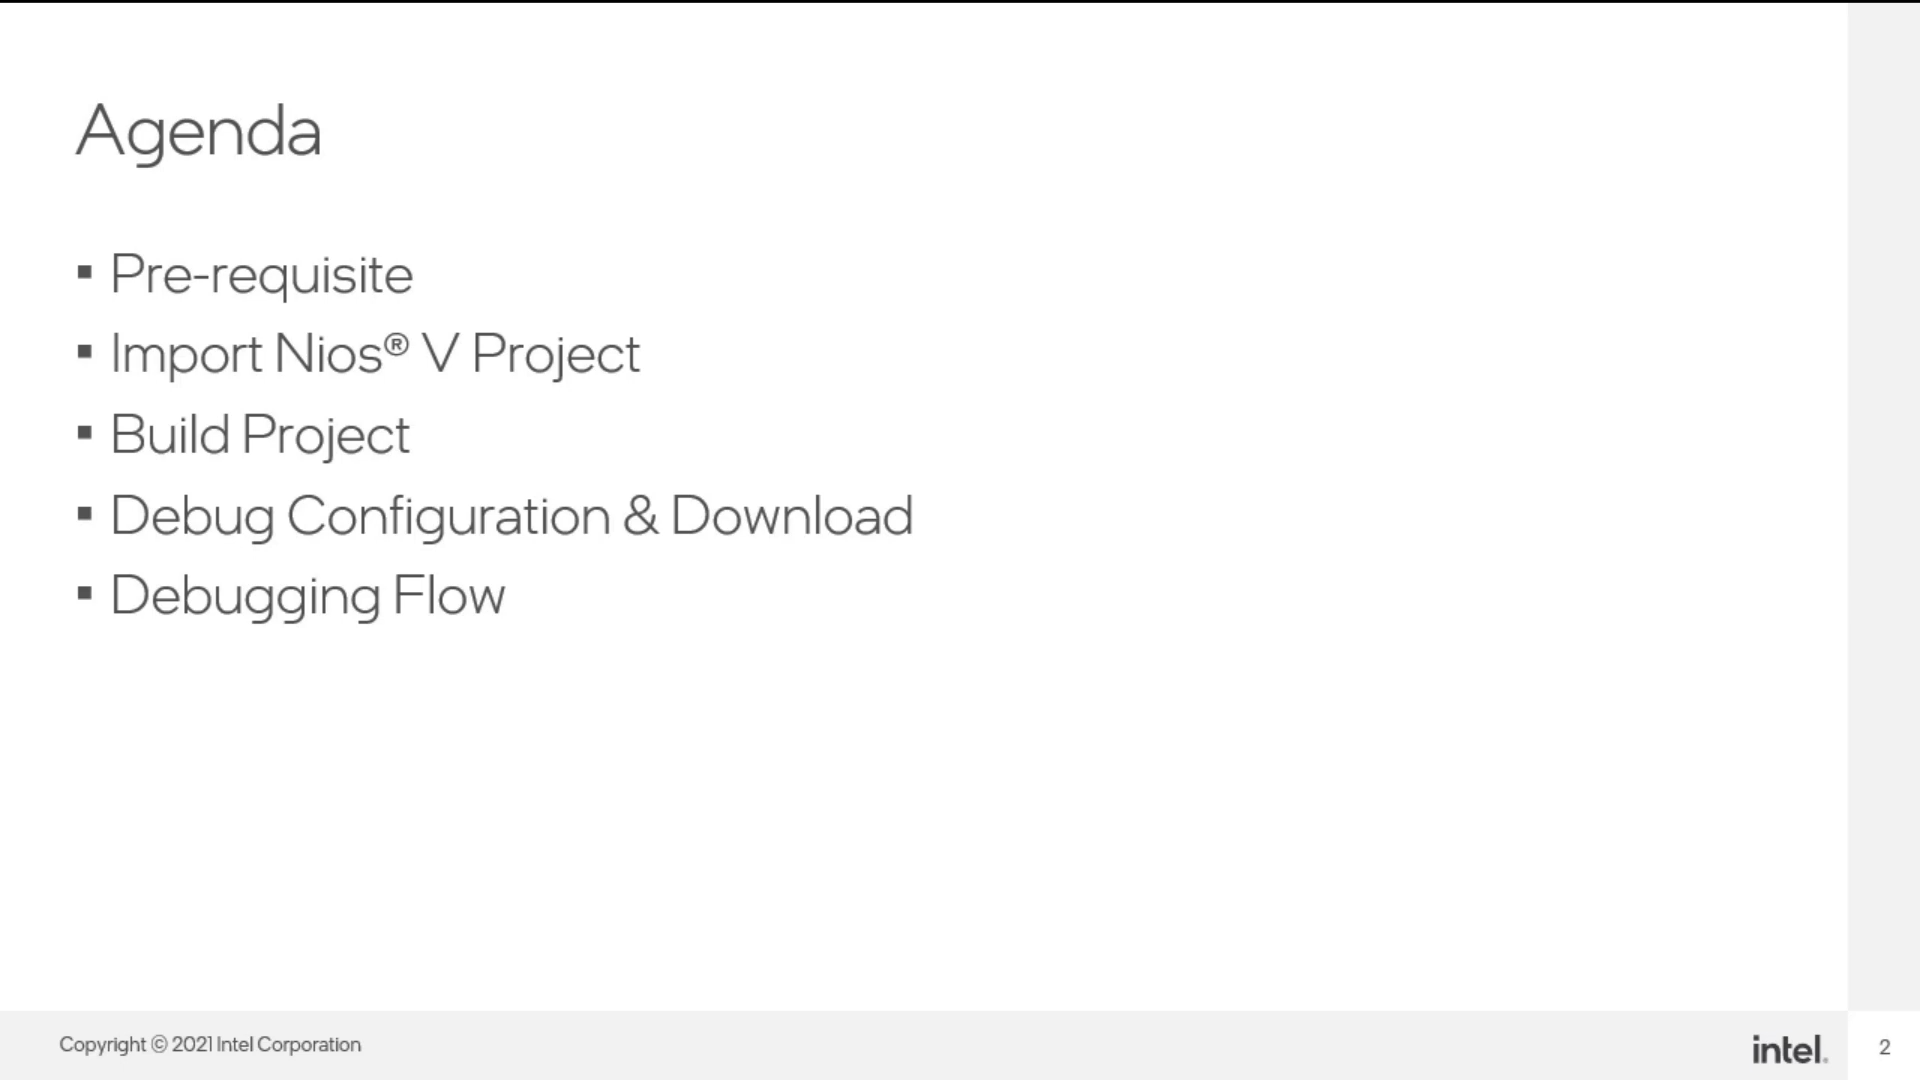 Agenda
▪ Pre-requisite
▪ Import Nios® V Project
▪ Build Project
▪ Debug Configuration & Download
▪ Debugging Flow
Copyright © 2021 Intel Corporation
intel.
2